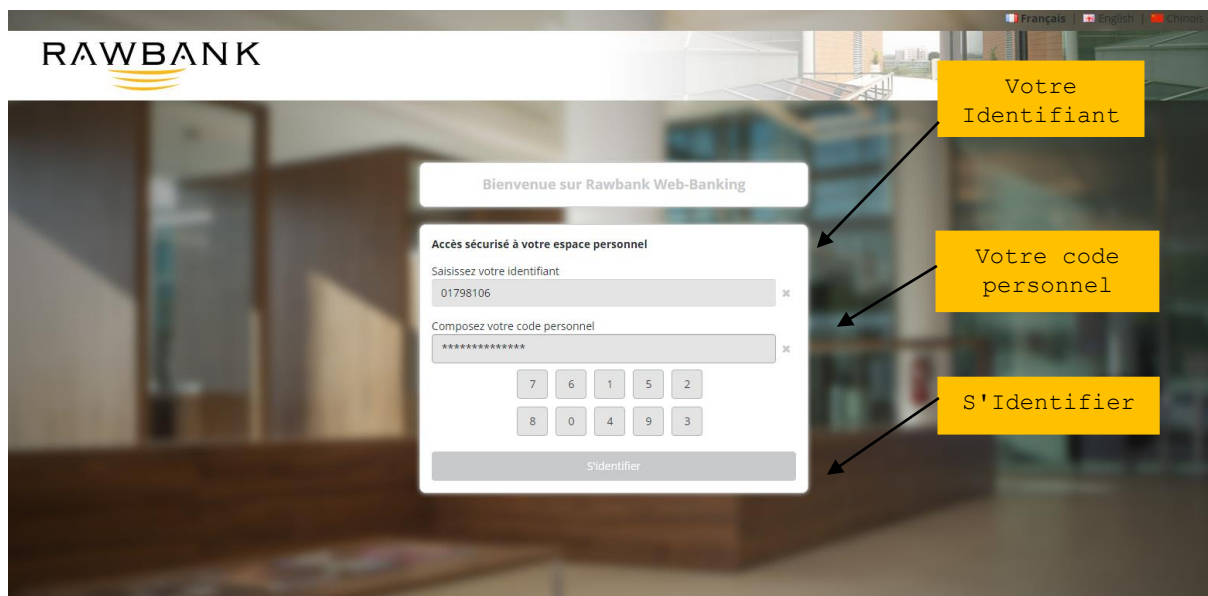 Français | English | Chinois
RAWBANK
Votre
Identifiant
Bienvenue sur Rawbank Web-Banking
Accès sécurisé à votre espace personnel
Saisissez votre identifiant
01798106
Votre code
personnel
Composez votre code personnel
**************
7 6 1 5 2
8 0 4 9 3
S'Identifier
S'identifier